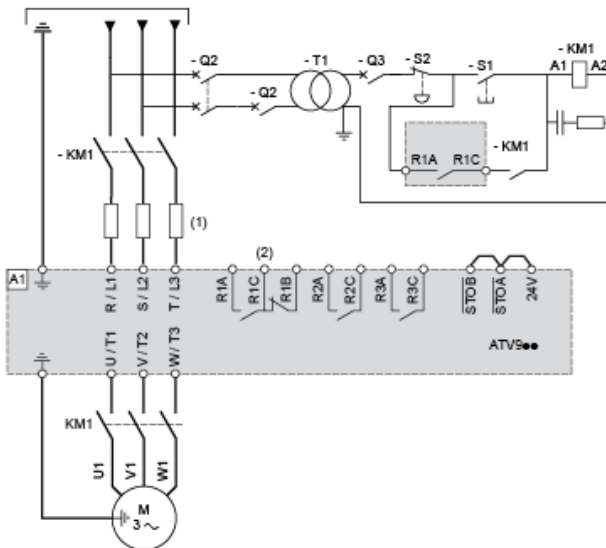 - Q2
- T1
- Q3
- S2
- S1
- KM1
A1
A2
- Q2
- KM1
R1A
R1C
- KM1
(1)
(2)
A1
R / L1
S / L2
T / L3
R1A
R1C
R1B
R2A
R2C
R3A
R3C
STOB
STOA
24V
U / T1
V / T2
W / T3
ATV9●●
KM1
U1
V1
W1
M
3 ~